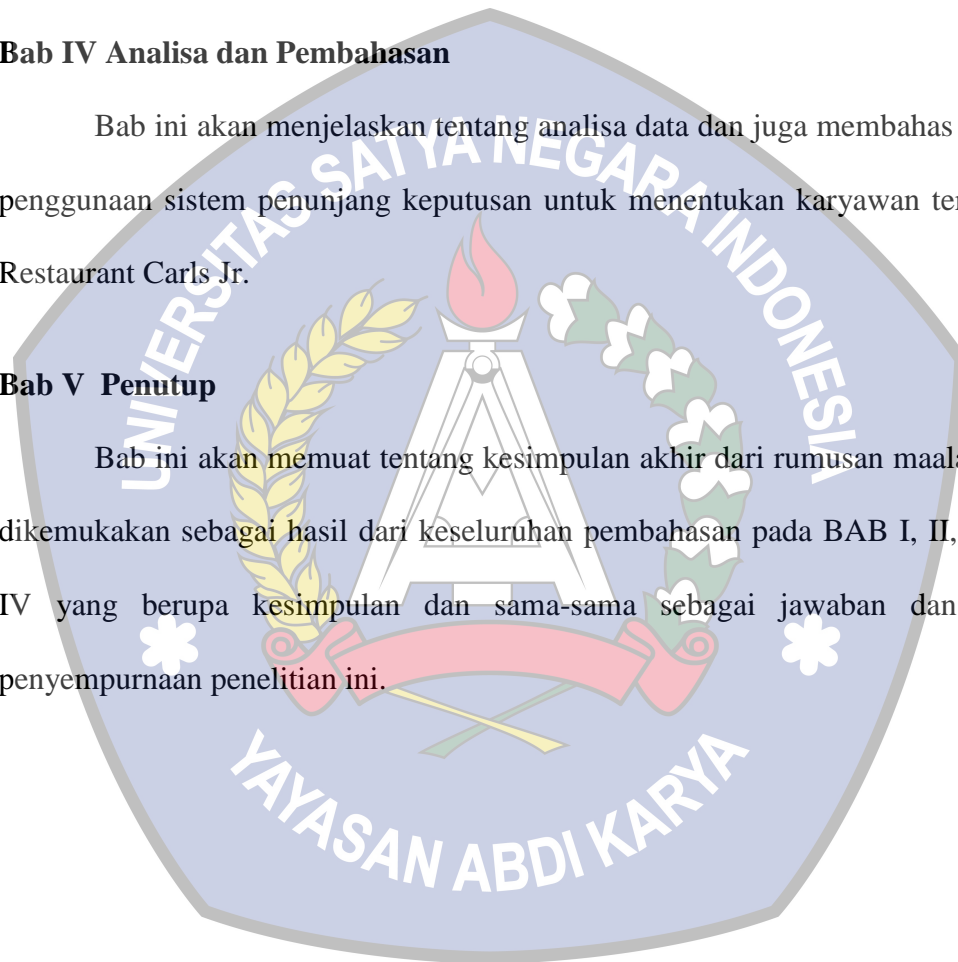 Bab IV Analisa dan Pembahasan
Bab ini akan menjelaskan tentang analisa data dan juga membahas
penggunaan sistem penunjang keputusan untuk menentukan karyawan
Restaurant Carls Jr.
Bab V Penutup
Bab ini akan memuat tentang kesimpulan akhir dari rumusan
dikemukakan sebagai hasil dari keseluruhan pembahasan pada BAB I, II,
IV yang berupa kesimpulan dan sama-sama sebagai jawaban dan
penyempurnaan penelitian ini.
UNIVERSITAS SATYA NEGARA INDONESIA
YAYASAN ABDI KARYA